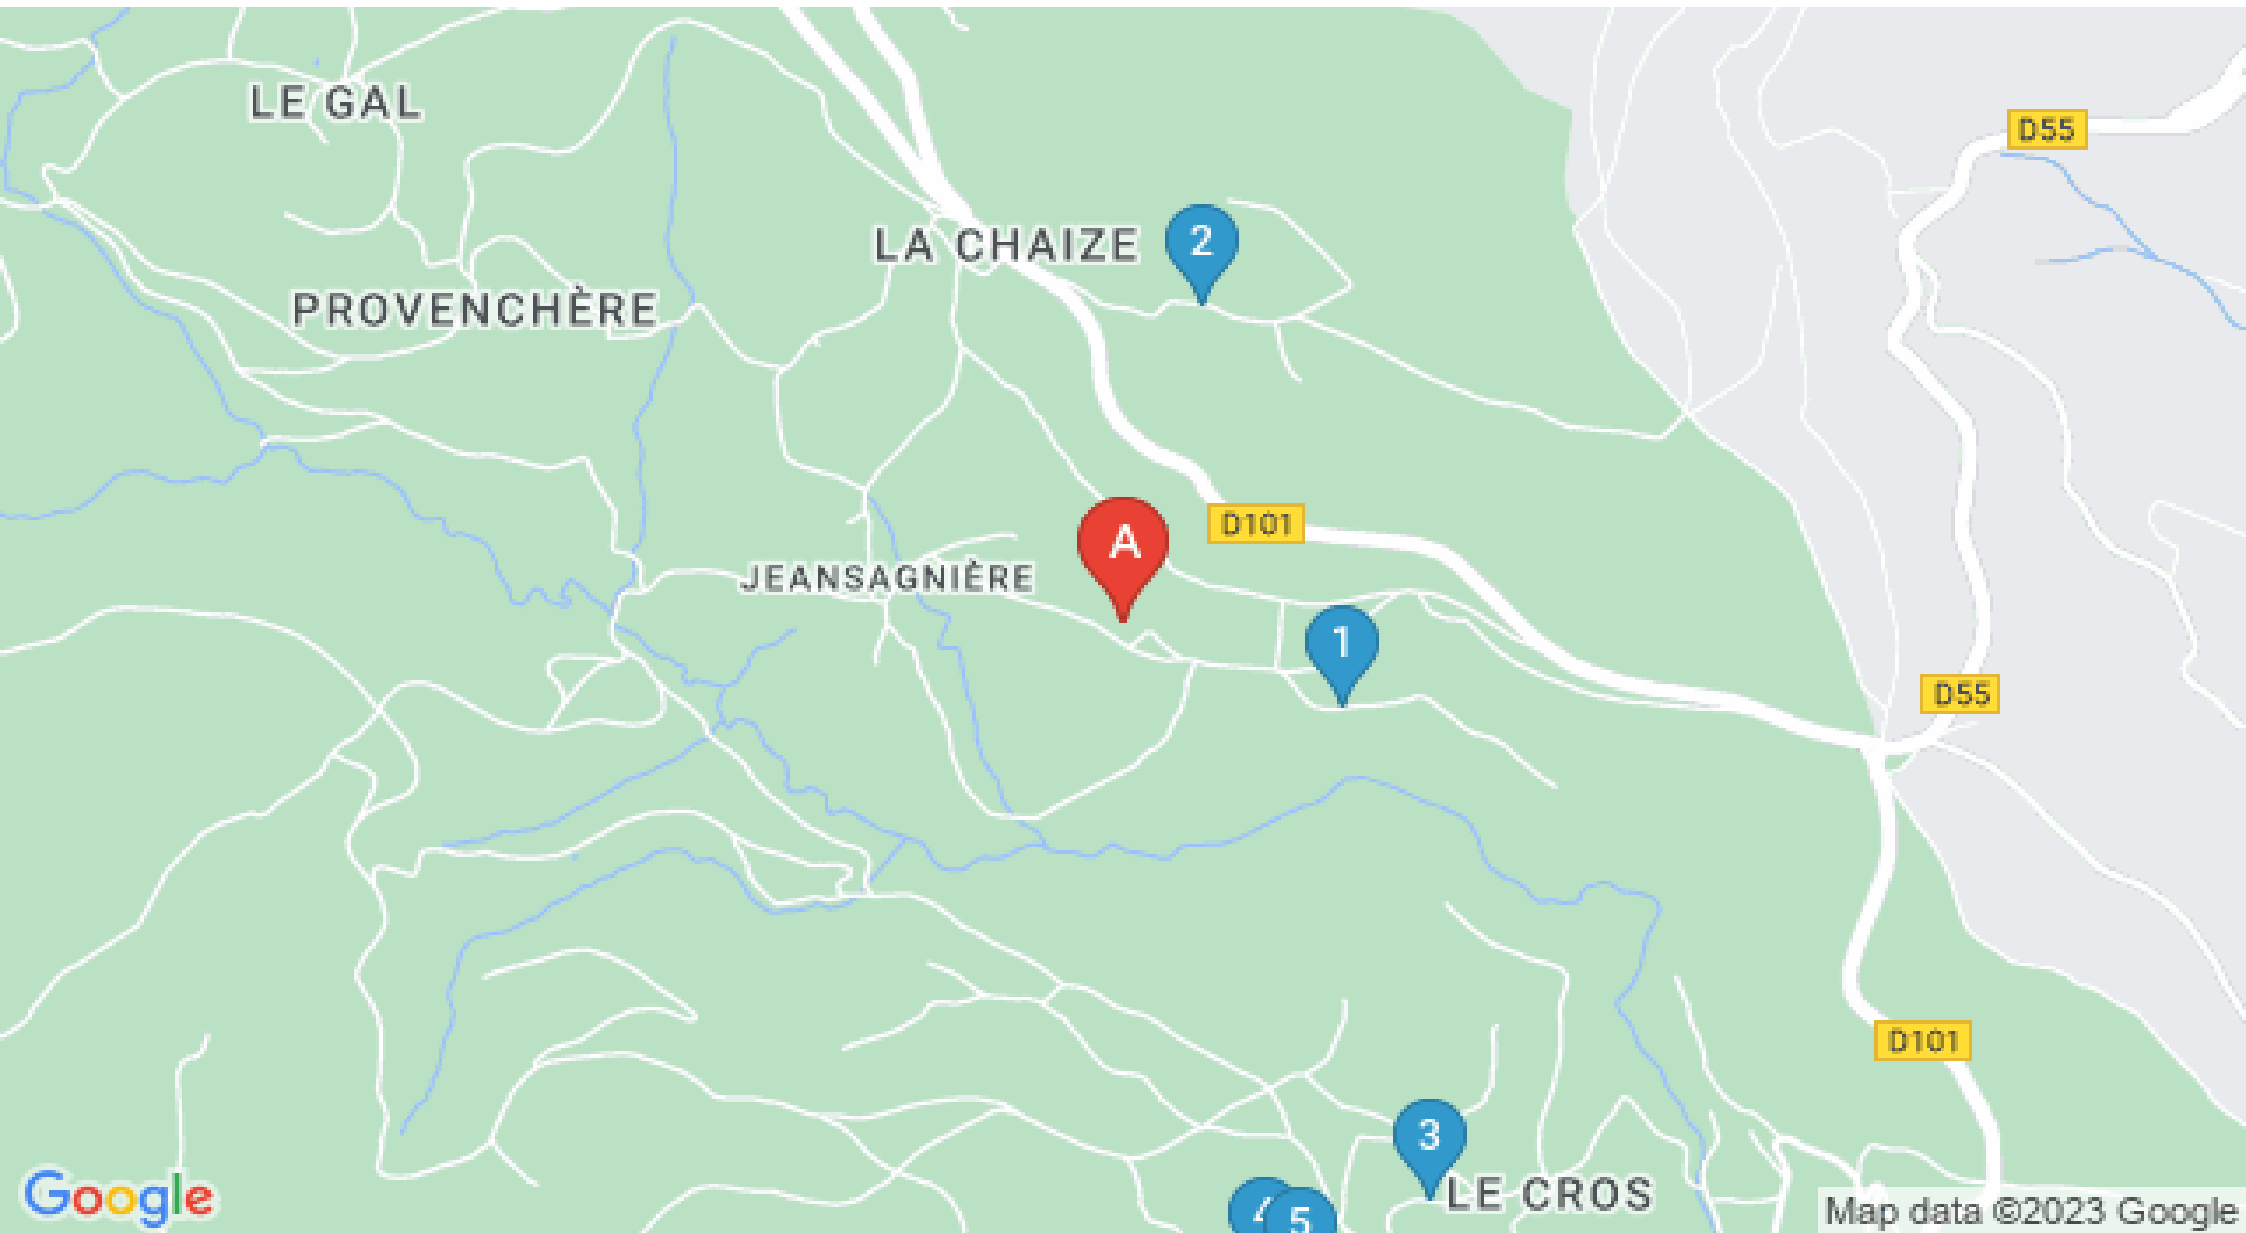 LE GAL
D55
LA CHAIZE
2
PROVENCHÈRE
D101
A
JEANSAGNIÈRE
1
D55
D101
3
LE CROS
4
5
Google
Map data ©2023 Google